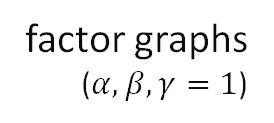 factor graphs
(α, β, γ = 1)